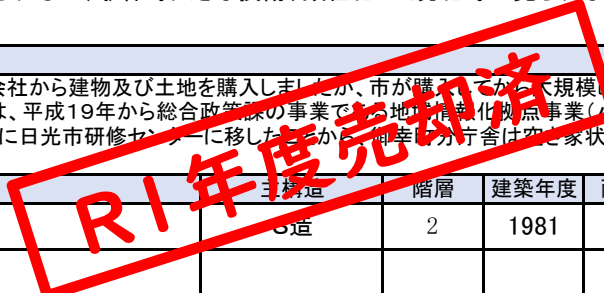 会社から建物及び土地を購入しましたが、市が購入してから大規模
は、平成19年から総合政策課の事業である地域情報化拠点事業(
に日光市研修センターに移したことから、御幸町分庁舎は空き家状
R1年度売却済
主構造 階層 建築年度
S造 2 1981